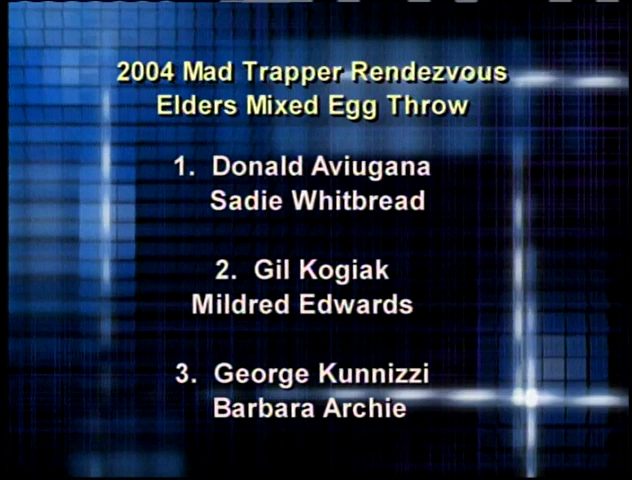 2004 Mad Trapper Rendezvous
Elders Mixed Egg Throw
1. Donald Aviugana
Sadie Whitbread
2. Gil Kogiak
Mildred Edwards
3. George Kunnizzi
Barbara Archie